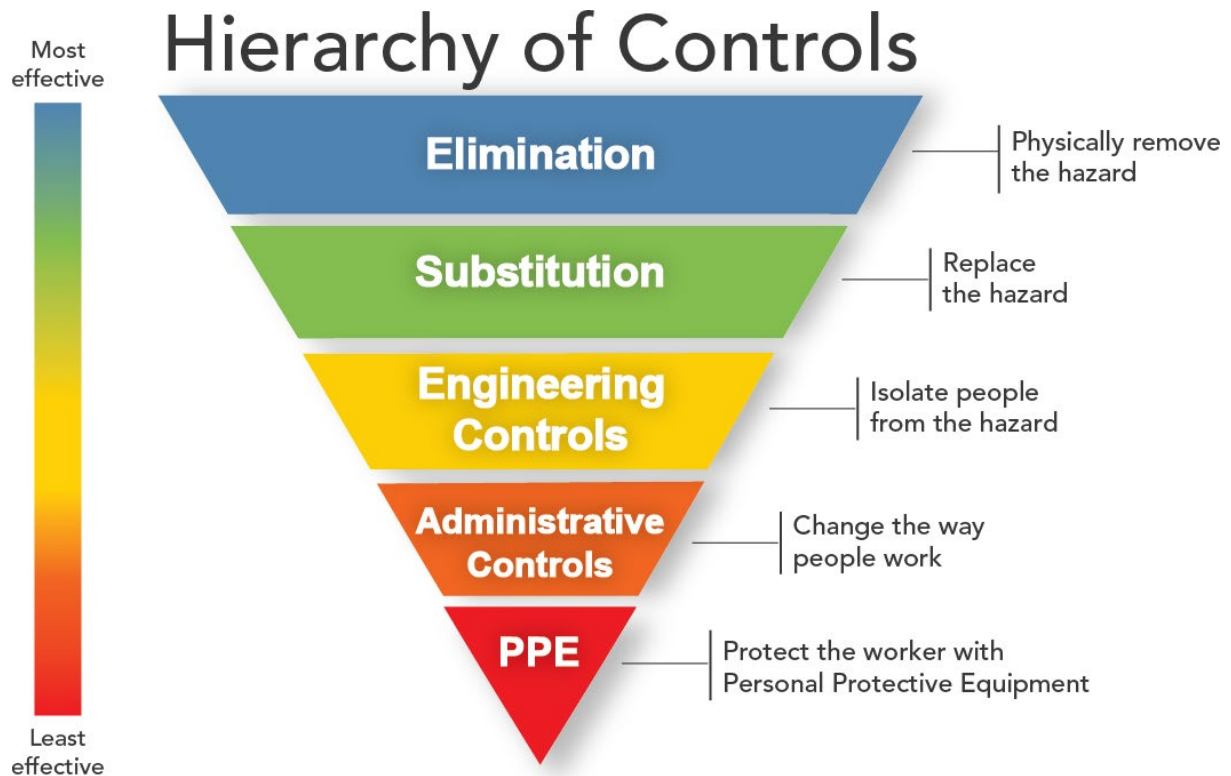 Hierarchy of Controls
Most
effective
Elimination
Physically remove
the hazard
Substitution
Replace
the hazard
Engineering
Controls
Isolate people
from the hazard
Administrative
Controls
Change the way
people work
PPE
Protect the worker with
Personal Protective Equipment
Least
effective